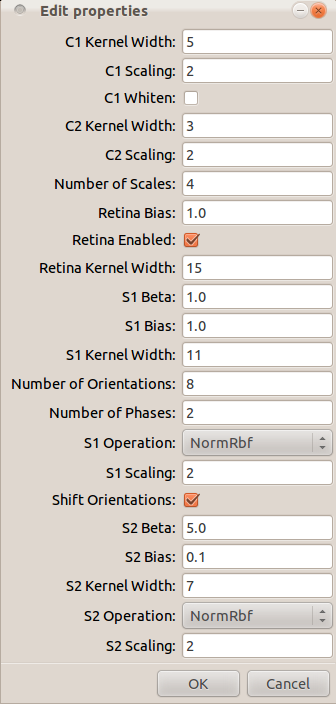 Edit properties
C1 Kernel Width: 5
C1 Scaling: 2
C1 Whiten:
C2 Kernel Width: 3
C2 Scaling: 2
Number of Scales: 4
Retina Bias: 1.0
Retina Enabled:
Retina Kernel Width: 15
S1 Beta: 1.0
S1 Bias: 1.0
S1 Kernel Width: 11
Number of Orientations: 8
Number of Phases: 2
S1 Operation: NormRbf
S1 Scaling: 2
Shift Orientations:
S2 Beta: 5.0
S2 Bias: 0.1
S2 Kernel Width: 7
S2 Operation: NormRbf
S2 Scaling: 2
OK Cancel